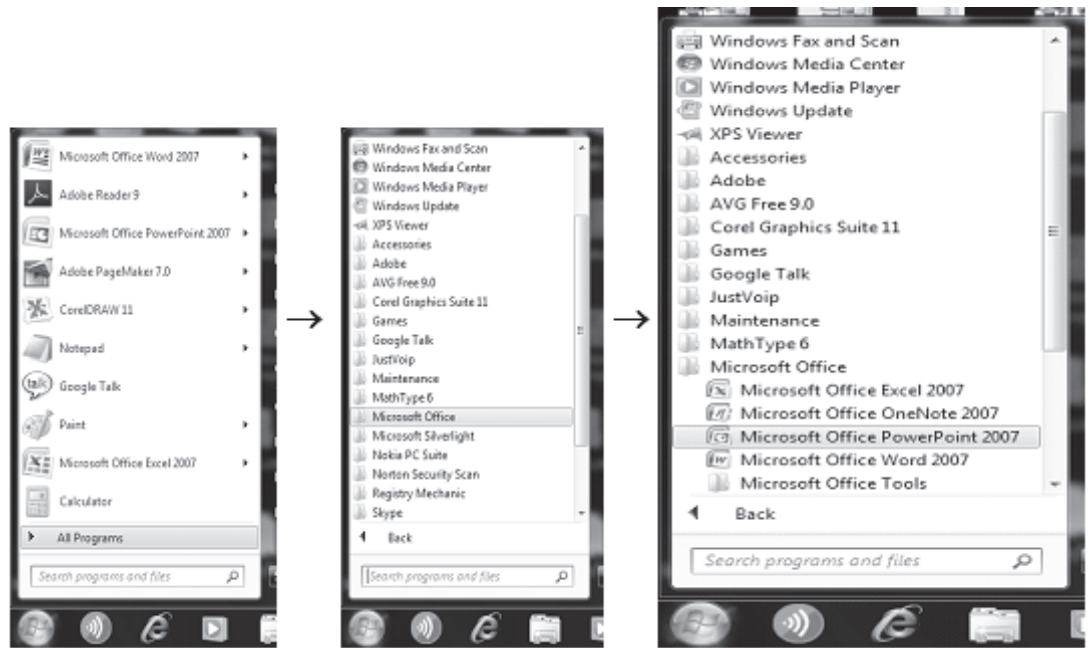 Microsoft Office Word 2007
Adobe Reader 9
Microsoft Office PowerPoint 2007
Adobe PageMaker 7.0
CorelDRAW 11
Notepad
talk
Google Talk
Paint
Microsoft Office Excel 2007
Calculator
All Programs
Search programs and files
Windows Fax and Scan
Windows Media Center
Windows Media Player
Windows Update
XPS Viewer
Accessories
Adobe
AVG Free 9.0
Corel Graphics Suite 11
Games
Google Talk
JustVoip
Maintenance
MathType 6
Microsoft Office
Microsoft Silverlight
Nokia PC Suite
Norton Security Scan
Registry Mechanic
Skype
Back
Search programs and files
Windows Fax and Scan
Windows Media Center
Windows Media Player
Windows Update
XPS Viewer
Accessories
Adobe
AVG Free 9.0
Corel Graphics Suite 11
Games
Google Talk
JustVoip
Maintenance
MathType 6
Microsoft Office
Microsoft Office Excel 2007
Microsoft Office OneNote 2007
Microsoft Office PowerPoint 2007
Microsoft Office Word 2007
Microsoft Office Tools
Back
Search programs and files